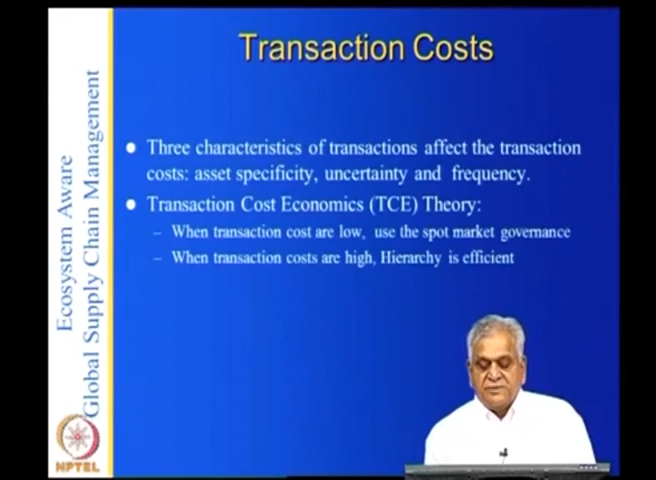 Transaction Costs
Three characteristics of transactions affect the transaction
costs: asset specificity, uncertainty and frequency.
Transaction Cost Economics (TCE) Theory:
– When transaction cost are low, use the spot market governance
– When transaction costs are high, Hierarchy is efficient
Ecosystem Aware
Global Supply Chain Management
NPTEL